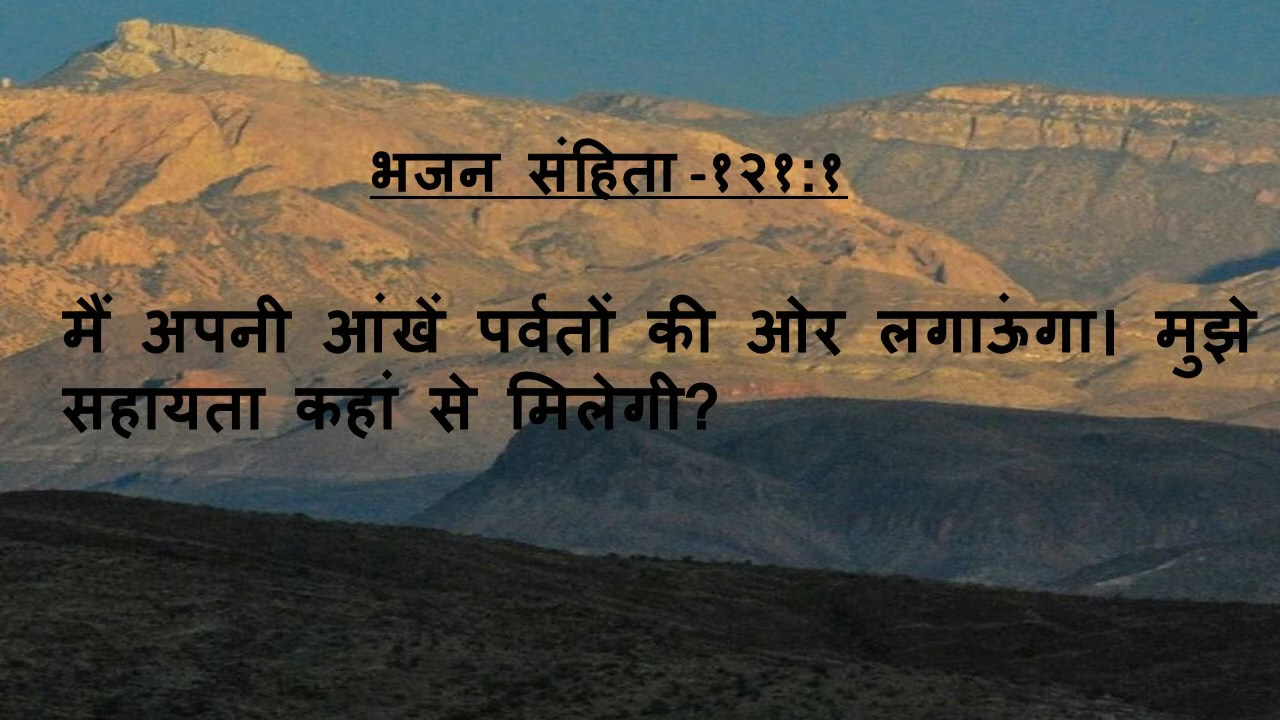 भजन संहिता -१२१:१
मैं अपनी आंखें पर्वतों की ओर लगाऊंगा। मुझे
सहायता कहां से मिलेगी?